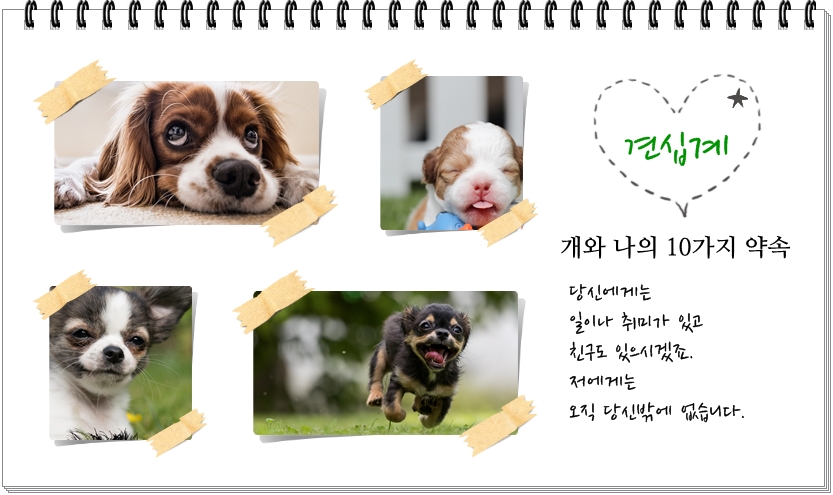 견십계
개와 나의 10가지 약속
당신에게는
일이나 취미가 있고
친구도 있으시겠죠.
저에게는
오직 당신밖에 없습니다.